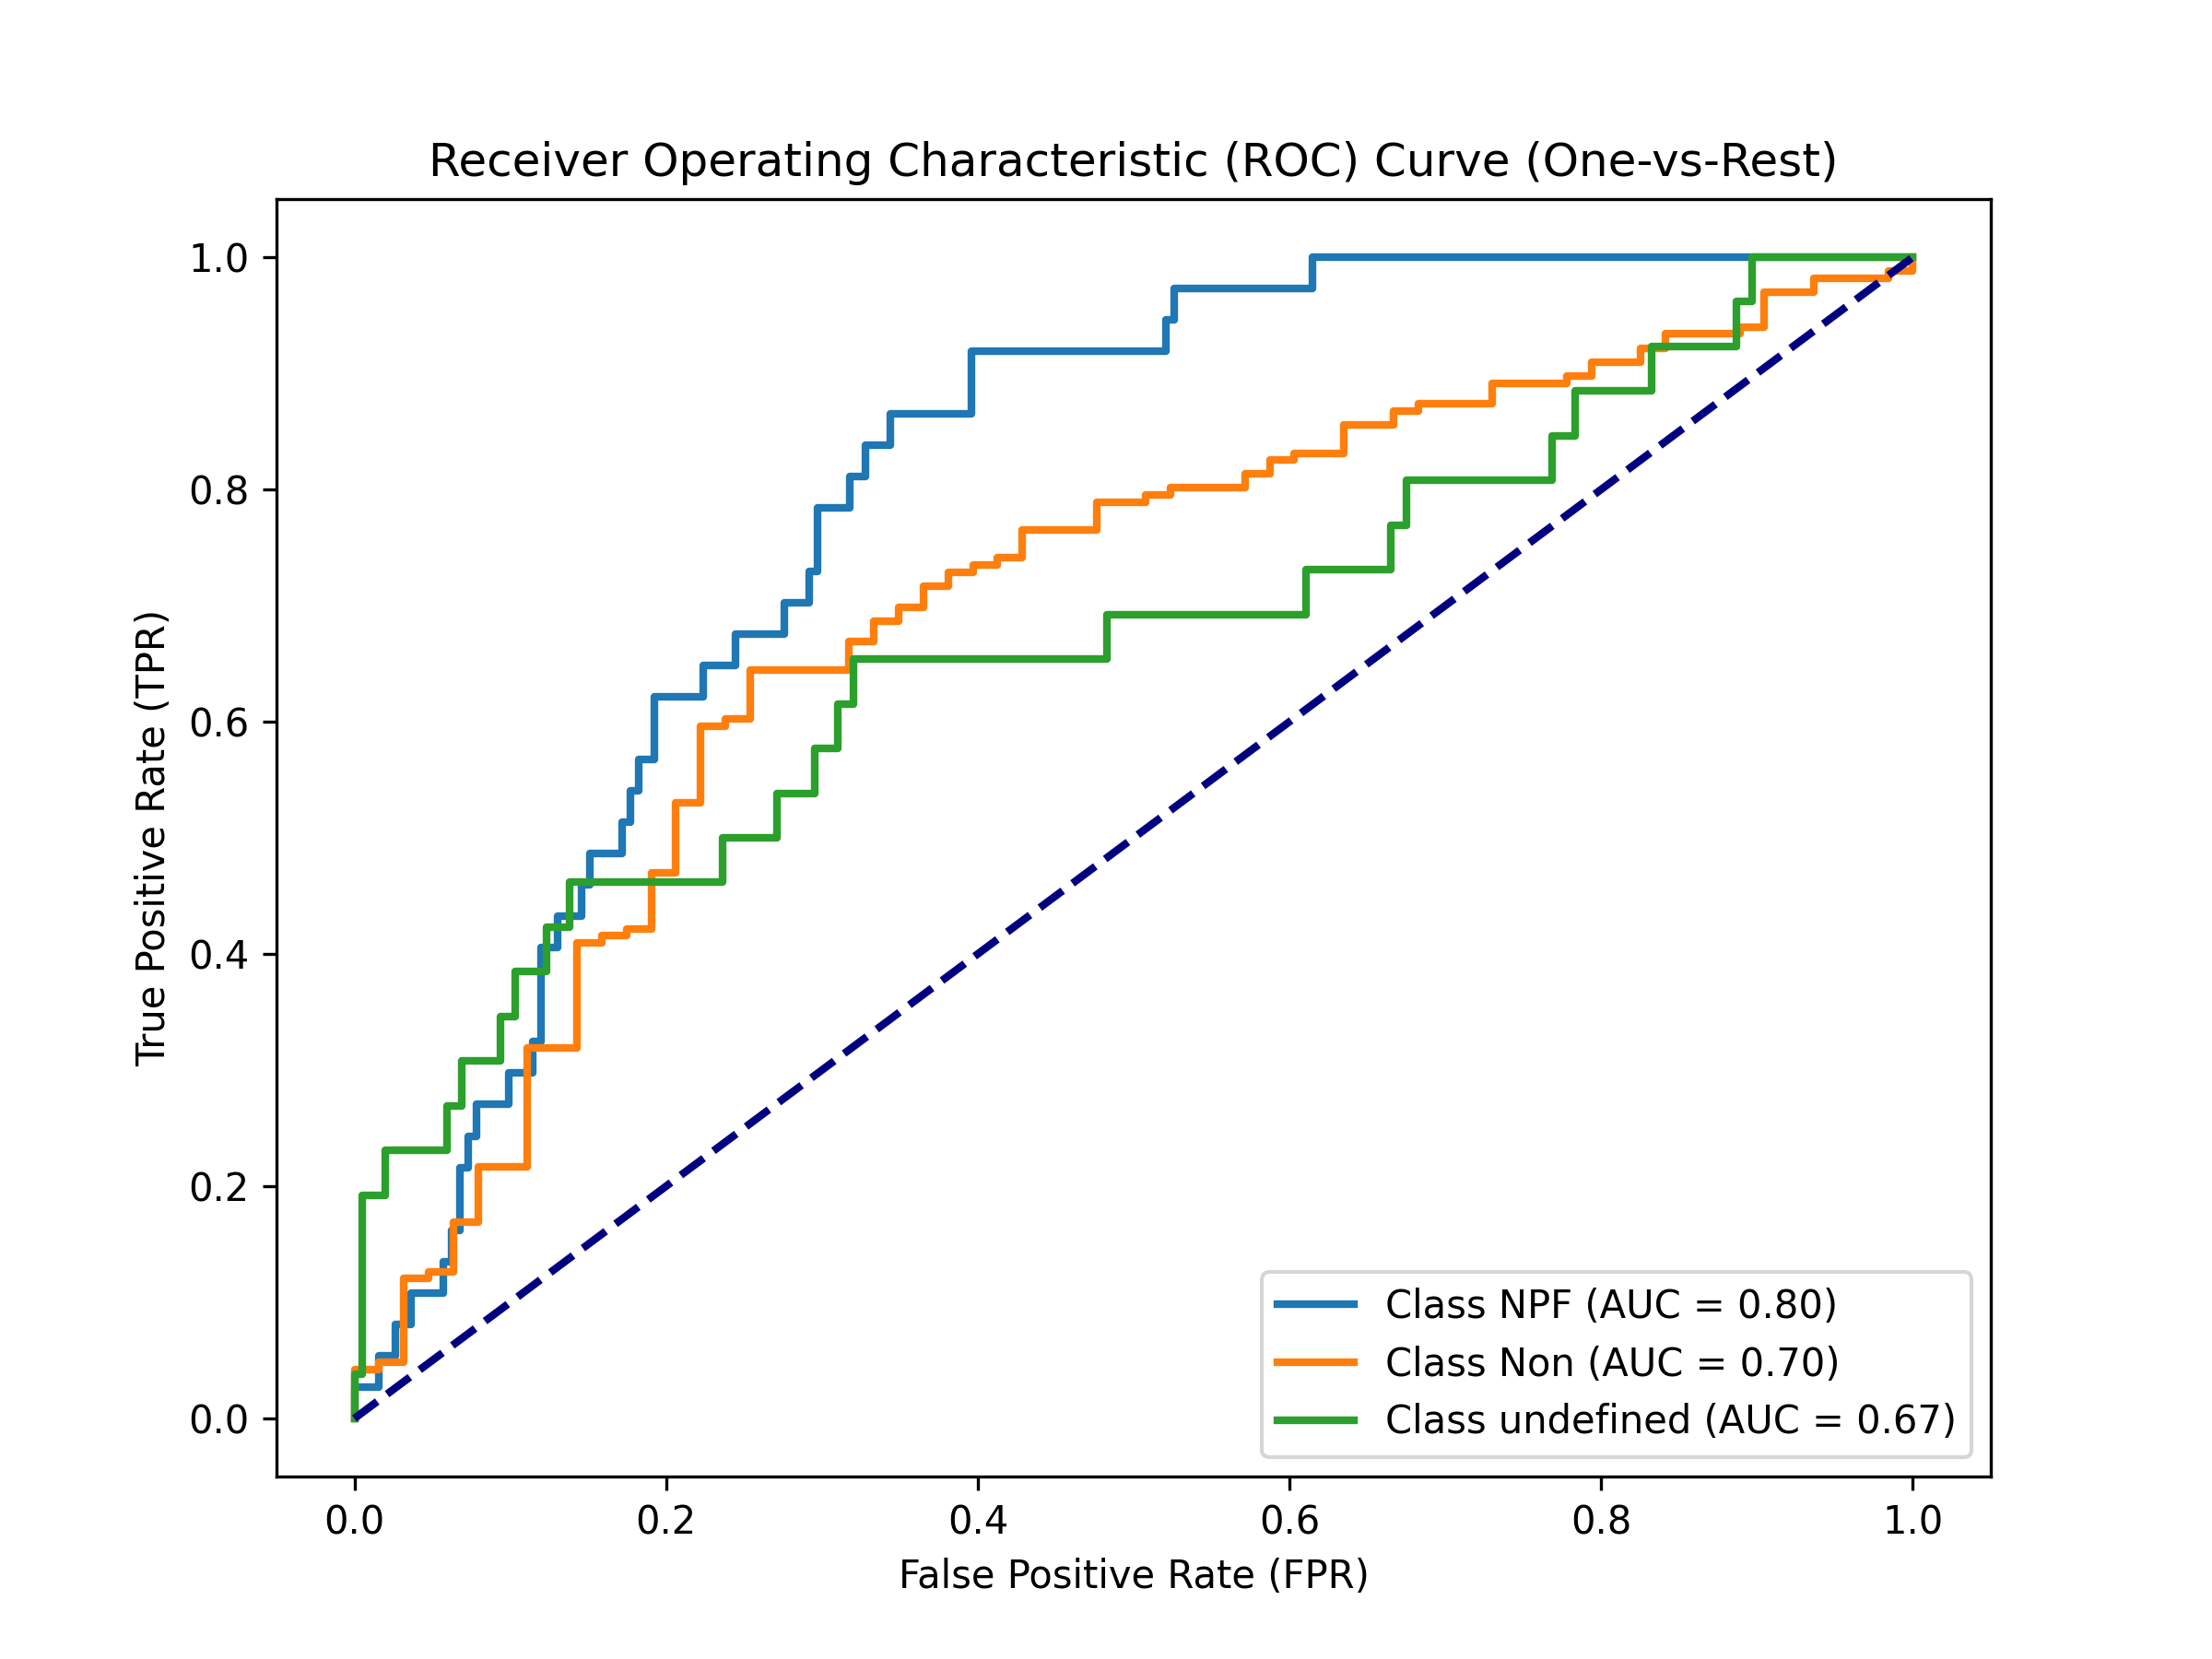 Receiver Operating Characteristic (ROC) Curve (One-vs-Rest)
1.0
0.8
0.6
0.4
0.2
0.0
True Positive Rate (TPR)
Class NPF (AUC = 0.80)
Class Non (AUC = 0.70)
Class undefined (AUC = 0.67)
0.0 0.2 0.4 0.6 0.8 1.0
False Positive Rate (FPR)